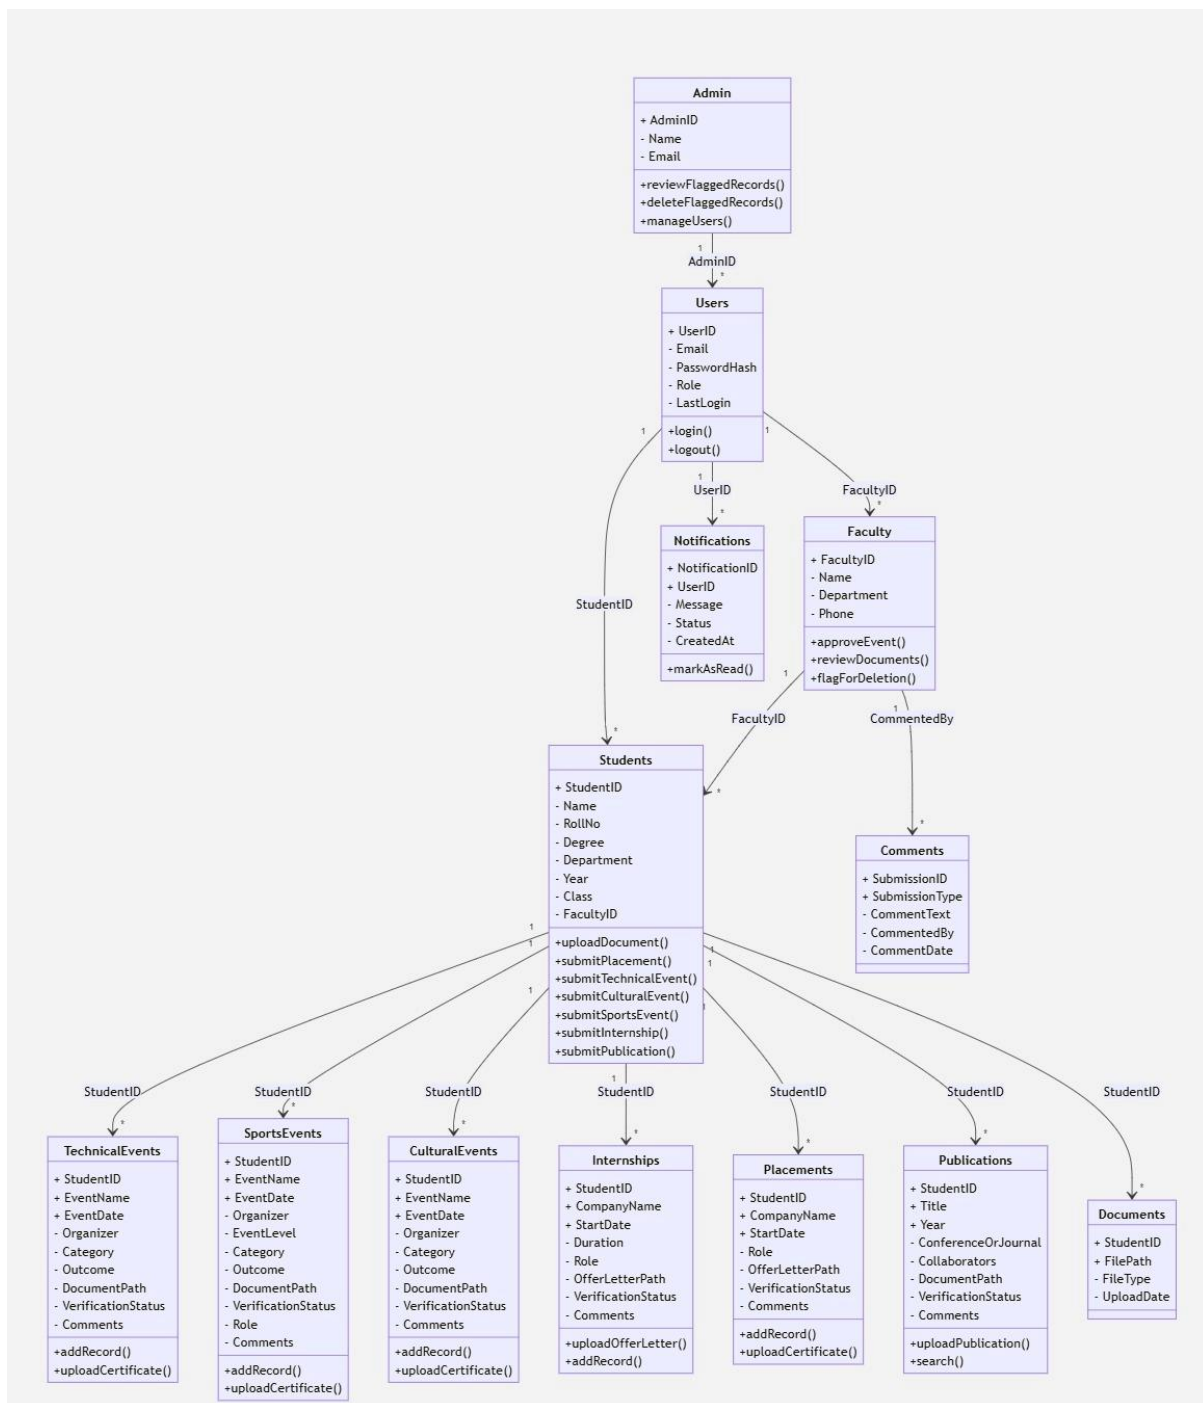 Admin
+ AdminID
- Name
- Email
+reviewFlaggedRecords()
+deleteFlaggedRecords()
+manageUsers()
1
AdminID
*
Users
+ UserID
- Email
- PasswordHash
- Role
- LastLogin
+login()
+logout()
1
1
1
UserID
*
FacultyID
*
Notifications
+ NotificationID
+ UserID
- Message
- Status
- CreatedAt
+markAsRead()
Faculty
+ FacultyID
- Name
- Department
- Phone
+approveEvent()
+reviewDocuments()
+flagForDeletion()
StudentID
*
1
FacultyID
*
1
CommentedBy
*
Students
+ StudentID
- Name
- RollNo
- Degree
- Department
- Year
- Class
- FacultyID
+uploadDocument()
+submitPlacement()
+submitTechnicalEvent()
+submitCulturalEvent()
+submitSportsEvent()
+submitInternship()
+submitPublication()
Comments
+ SubmissionID
+ SubmissionType
- CommentText
- CommentedBy
- CommentDate
1
1
1
1
1
1
1
StudentID
StudentID
StudentID
StudentID
StudentID
StudentID
StudentID
*
*
*
*
*
*
*
TechnicalEvents
+ StudentID
+ EventName
+ EventDate
- Organizer
- Category
- Outcome
- DocumentPath
- VerificationStatus
- Comments
+addRecord()
+uploadCertificate()
SportsEvents
+ StudentID
+ EventName
+ EventDate
- Organizer
- EventLevel
- Category
- Outcome
- DocumentPath
- VerificationStatus
- Role
- Comments
+addRecord()
+uploadCertificate()
CulturalEvents
+ StudentID
+ EventName
+ EventDate
- Organizer
- Category
- Outcome
- DocumentPath
- VerificationStatus
- Comments
+addRecord()
+uploadCertificate()
Internships
+ StudentID
+ CompanyName
+ StartDate
- Duration
- Role
- OfferLetterPath
- VerificationStatus
- Comments
+uploadOfferLetter()
+addRecord()
Placements
+ StudentID
+ CompanyName
+ StartDate
- Role
- OfferLetterPath
- VerificationStatus
- Comments
+addRecord()
+uploadCertificate()
Publications
+ StudentID
+ Title
+ Year
- ConferenceOrJournal
- Collaborators
- DocumentPath
- VerificationStatus
- Comments
+uploadPublication()
+search()
Documents
+ StudentID
+ FilePath
- FileType
- UploadDate